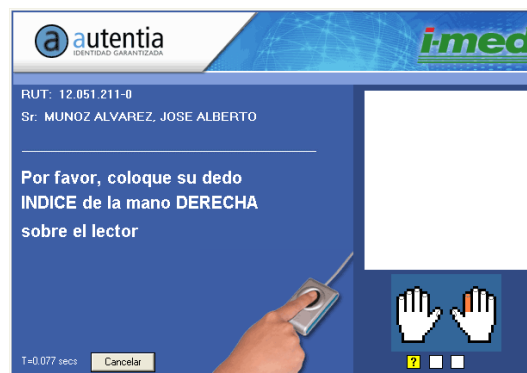 a autentia
IDENTIDAD GARANTIZADA
i-med
RUT: 12.051.211-0
Sr: MUNOZ ALVAREZ, JOSE ALBERTO
Por favor, coloque su dedo
INDICE de la mano DERECHA
sobre el lector
T=0.077 secs
Cancelar
?